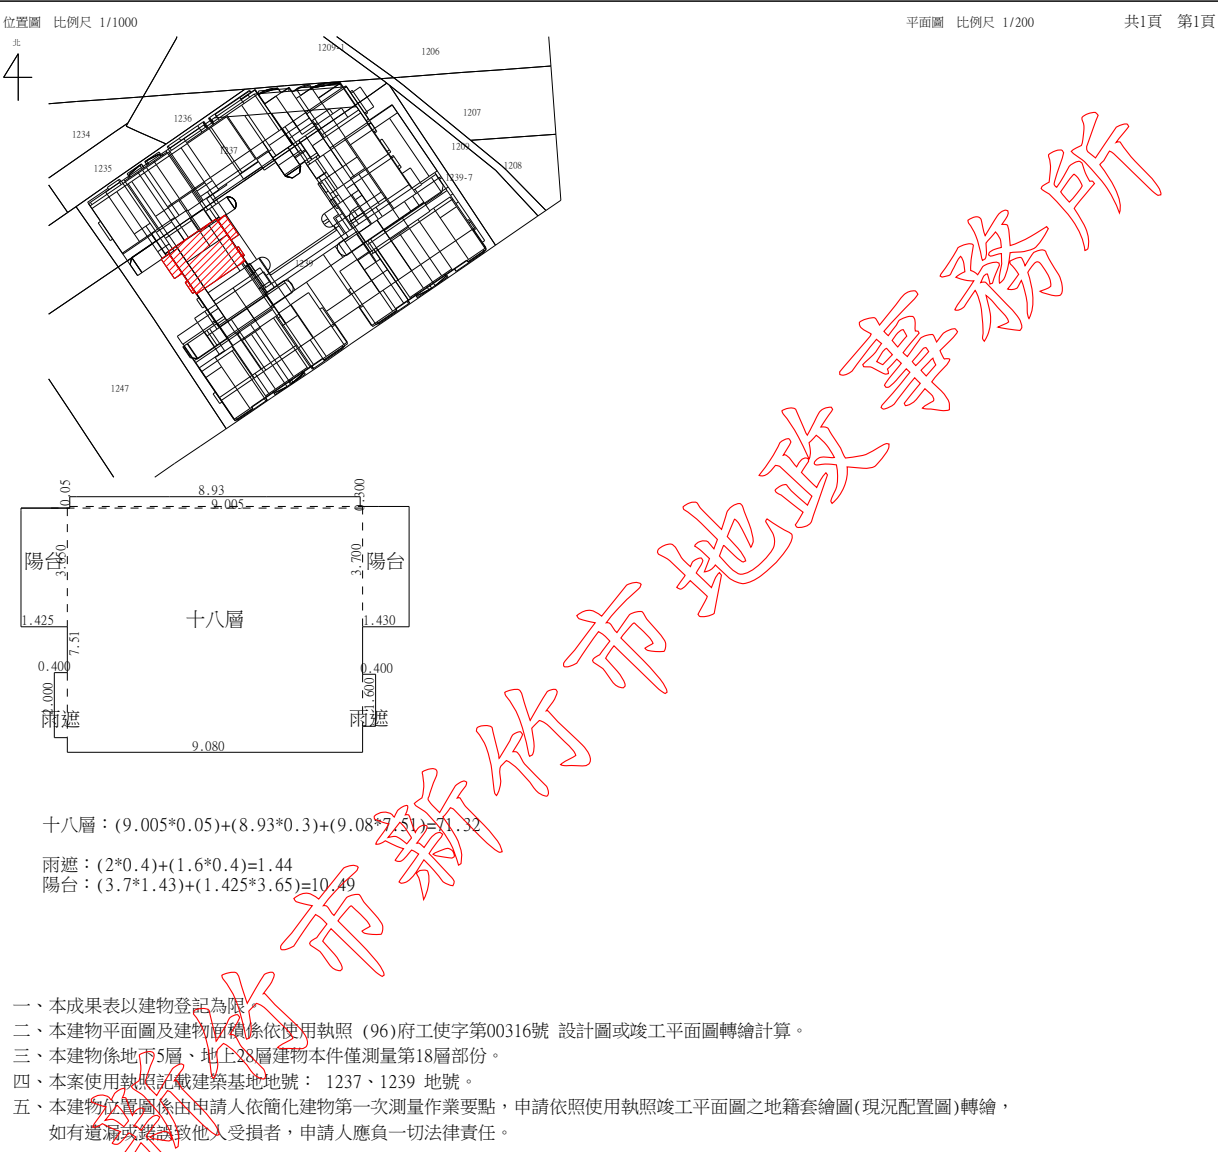 位置圖 比例尺 1/1000
平面圖 比例尺 1/200
共1頁 第1頁
北
1209-1
1206
1207
1236
1234
1237
1209
1235
1208
1239-7
1239
1247
0.05
8.93
0.300
9.005
陽台
3.650
3.700
陽台
十八層
1.425
1.430
7.51
0.400
0.400
2.000
1.600
雨遮
雨遮
9.080
十八層：(9.005*0.05)+(8.93*0.3)+(9.08*7.51)=71.32
雨遮：(2*0.4)+(1.6*0.4)=1.44
陽台：(3.7*1.43)+(1.425*3.65)=10.49
一、本成果表以建物登記為限。
二、本建物平面圖及建物面積係依使用執照 (96)府工使字第00316號 設計圖或竣工平面圖轉繪計算。
三、本建物係地下5層、地上28層建物本件僅測量第18層部份。
四、本案使用執照記載建築基地地號： 1237、1239 地號。
五、本建物位置圖係由申請人依簡化建物第一次測量作業要點，申請依照使用執照竣工平面圖之地籍套繪圖(現況配置圖)轉繪，
如有遺漏或錯誤致他人受損者，申請人應負一切法律責任。
新竹市新竹市地政事務所